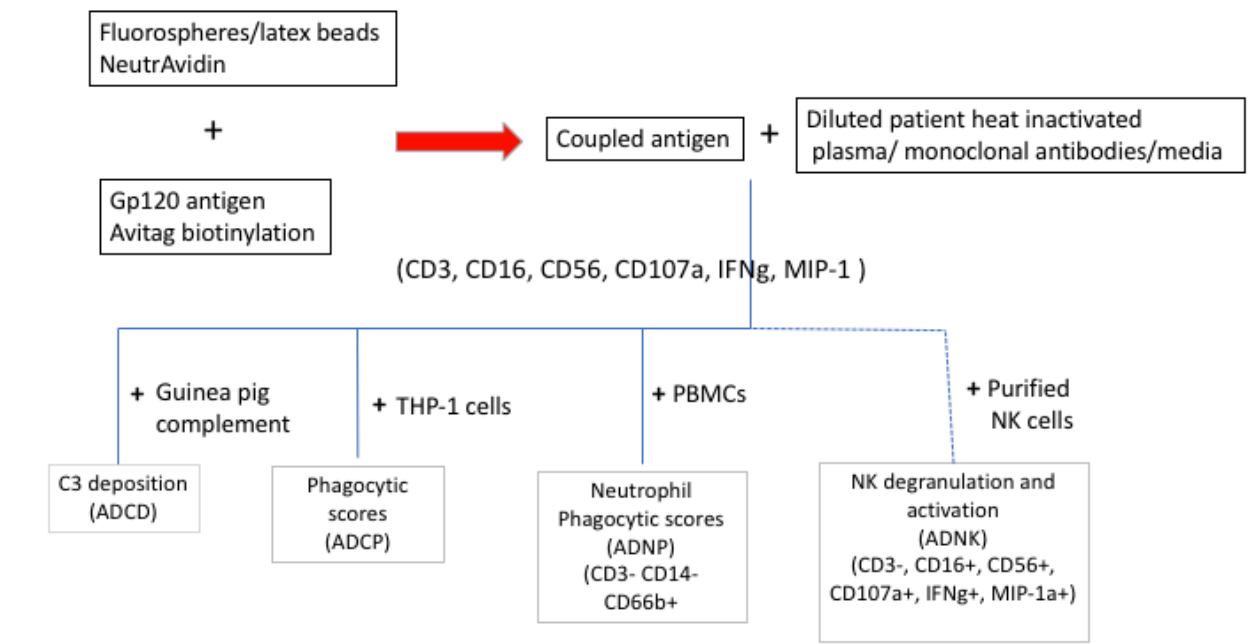 Fluorospheres/latex beads
NeutrAvidin
+
Gp120 antigen
Avitag biotinylation
Coupled antigen
+
Diluted patient heat inactivated
plasma/ monoclonal antibodies/media
(CD3, CD16, CD56, CD107a, IFNg, MIP-1 )
+ Guinea pig
complement
+ THP-1 cells
+ PBMCs
+ Purified
NK cells
C3 deposition
(ADCD)
Phagocytic
scores
(ADCP)
Neutrophil
Phagocytic scores
(ADNP)
(CD3- CD14-
CD66b+
NK degranulation and
activation
(ADNK)
(CD3-, CD16+, CD56+,
CD107a+, IFNg+, MIP-1a+)